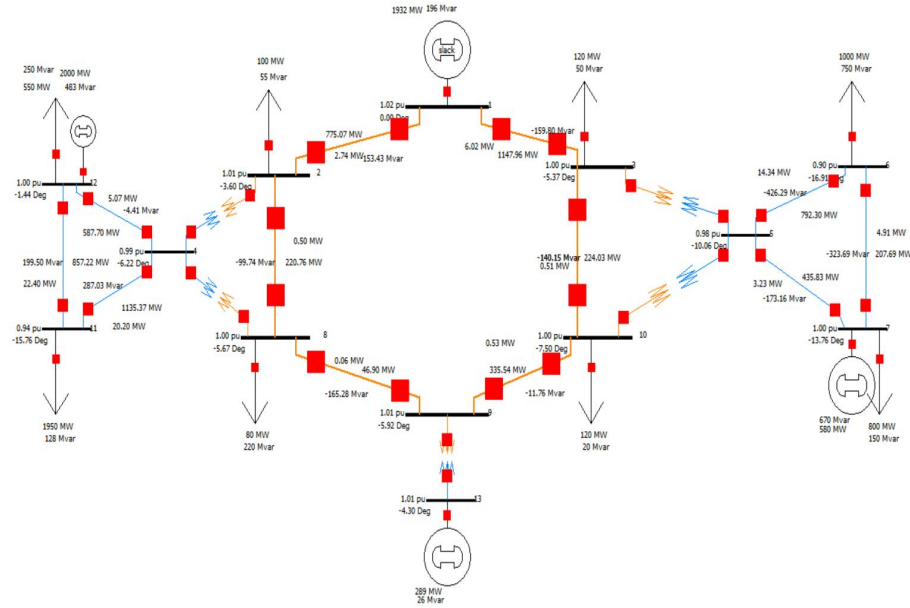 1932 MW 196 Mvar
slack
1.02 pu 1
0.00 Deg
250 Mvar 2000 MW
550 MW 483 Mvar
100 MW
55 Mvar
120 MW
50 Mvar
1000 MW
750 Mvar
775.07 MW
2.74 MW
-153.43 Mvar
6.02 MW
1147.96 MW
-159.80 Mvar
1.01 pu 2
-3.60 Deg
1.00 pu 3
-5.37 Deg
0.90 pu 6
-16.91 Deg
1.00 pu 12
-1.44 Deg
5.07 MW
-4.41 Mvar
587.70 MW
14.34 MW
-426.29 Mvar
792.30 MW
0.99 pu 4
-6.22 Deg
0.98 pu 5
-10.06 Deg
199.50 Mvar 857.22 MW
22.40 MW 287.03 Mvar
1135.37 MW
20.20 MW
0.50 MW
-99.74 Mvar 220.76 MW
-140.15 Mvar 224.03 MW
0.51 MW
4.91 MW
-323.69 Mvar 207.69 MW
435.83 MW
3.23 MW
-173.16 Mvar
0.94 pu 11
-15.76 Deg
1.00 pu 8
-5.67 Deg
1.00 pu 10
-7.50 Deg
1.00 pu 7
-13.76 Deg
0.06 MW
46.90 MW
-165.28 Mvar
0.53 MW
335.54 MW
-11.76 Mvar
1.01 pu 9
-5.92 Deg
1950 MW
128 Mvar
80 MW
220 Mvar
120 MW
20 Mvar
670 Mvar 800 MW
580 MW 150 Mvar
1.01 pu 13
-4.30 Deg
289 MW
26 Mvar